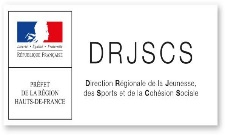 Liberté • Égalité • Fraternité
RÉPUBLIQUE FRANÇAISE
PRÉFET
DE LA RÉGION
HAUTS-DE-FRANCE
DRJSCS
Direction Régionale de la Jeunesse,
des Sports et de la Cohésion Sociale